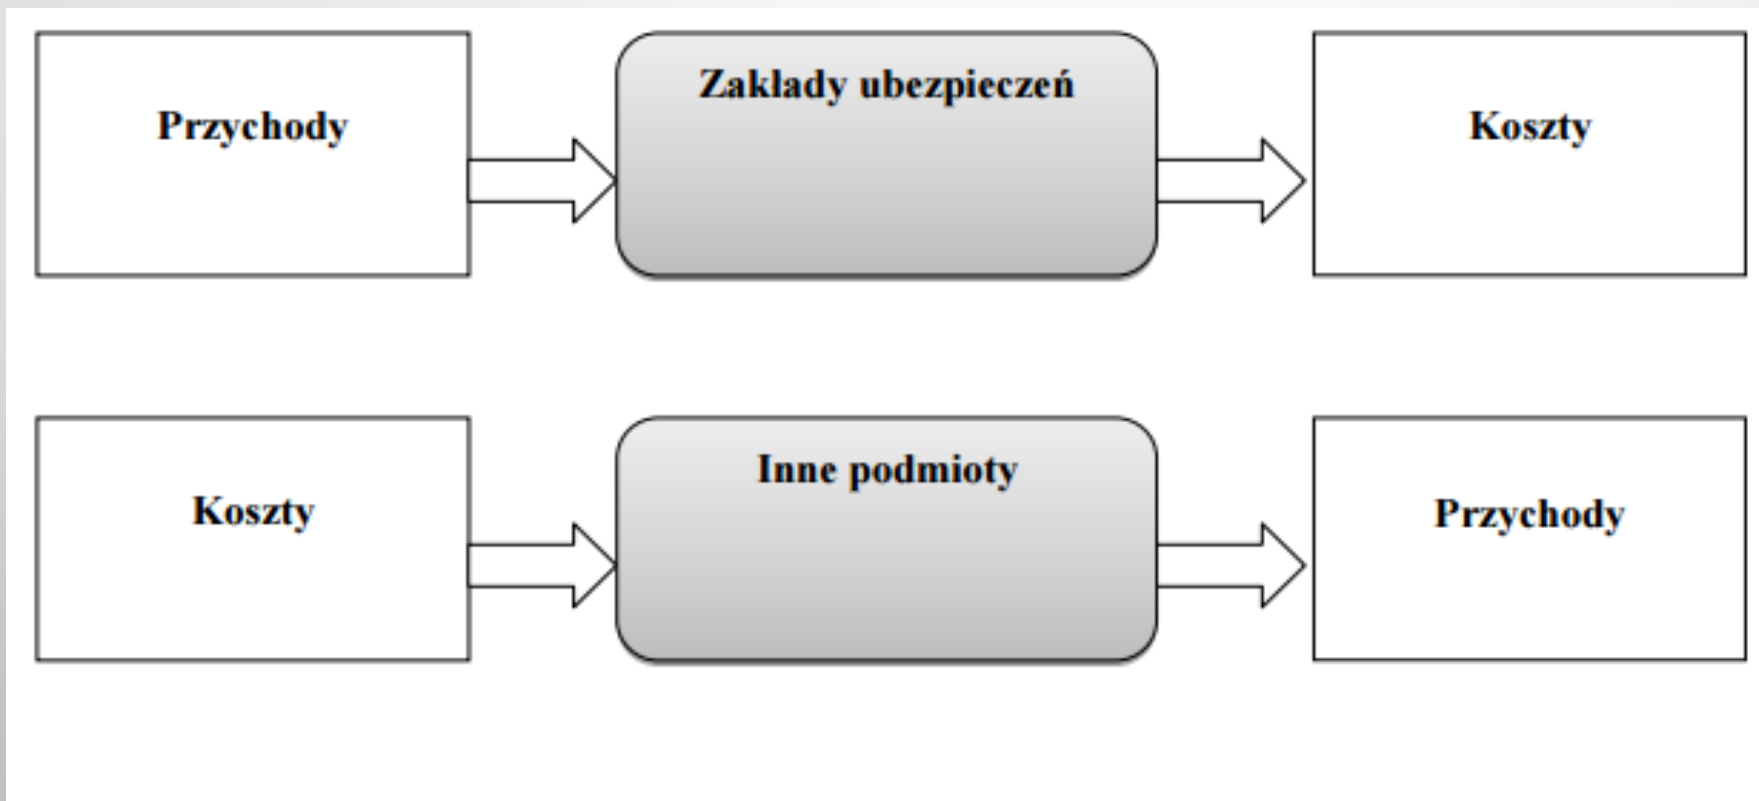 Przychody
Zakłady ubezpieczeń
Koszty
Koszty
Inne podmioty
Przychody